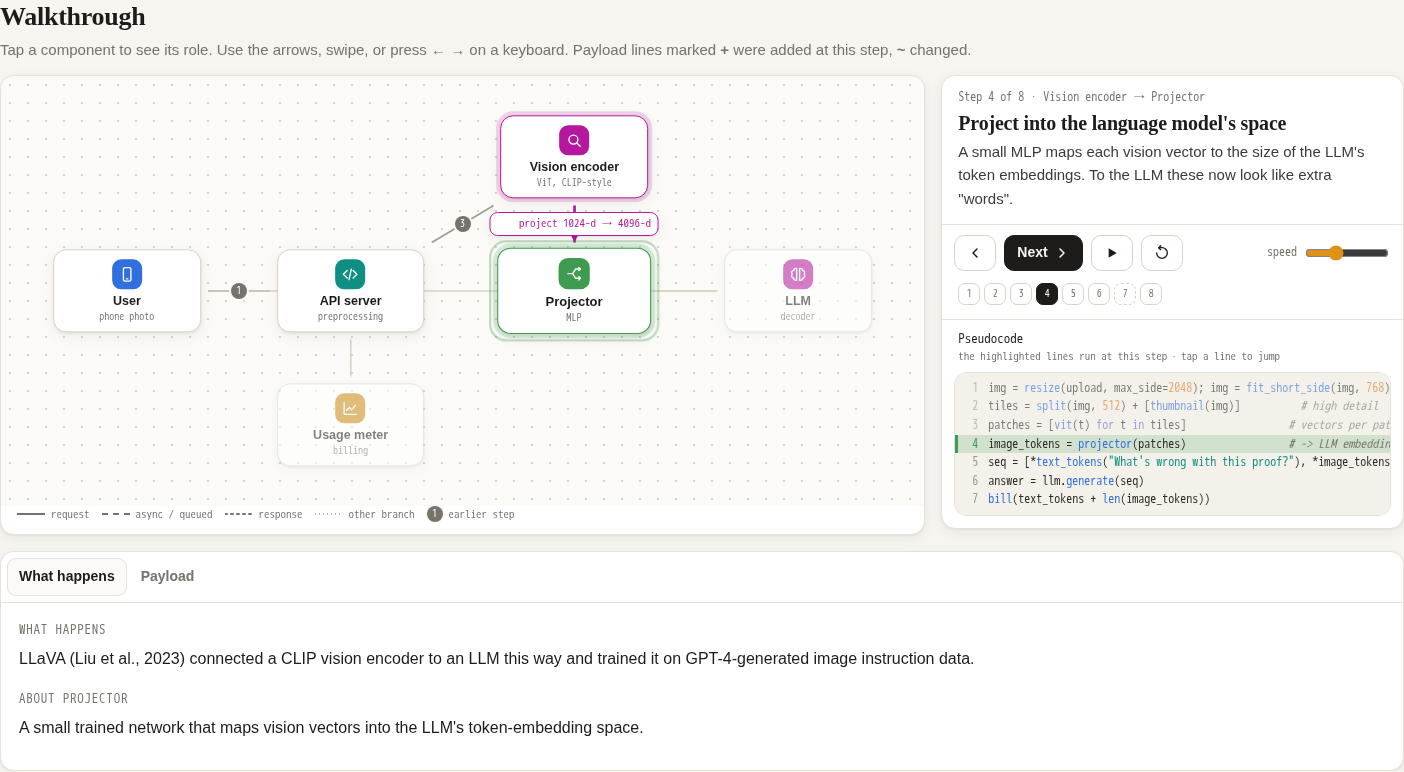 Walkthrough
Tap a component to see its role. Use the arrows, swipe, or press ← → on a keyboard. Payload lines marked + were added at this step, ~ changed.
Vision encoder
ViT, CLIP-style
3
project 1024-d → 4096-d
User
phone photo
1
API server
preprocessing
Projector
MLP
LLM
decoder
Usage meter
billing
request
async / queued
response
other branch
1 earlier step
Step 4 of 8 · Vision encoder → Projector
Project into the language model's space
A small MLP maps each vision vector to the size of the LLM's
token embeddings. To the LLM these now look like extra
"words".
Next
speed
1 2 3 4 5 6 7 8
Pseudocode
the highlighted lines run at this step · tap a line to jump
1 img = resize(upload, max_side=2048); img = fit_short_side(img, 768)
2 tiles = split(img, 512) + [thumbnail(img)] # high detail
3 patches = [vit(t) for t in tiles] # vectors per pat
4 image_tokens = projector(patches) # -> LLM embeddin
5 seq = [*text_tokens("What's wrong with this proof?"), *image_tokens
6 answer = llm.generate(seq)
7 bill(text_tokens + len(image_tokens))
What happens
Payload
WHAT HAPPENS
LLaVA (Liu et al., 2023) connected a CLIP vision encoder to an LLM this way and trained it on GPT-4-generated image instruction data.
ABOUT PROJECTOR
A small trained network that maps vision vectors into the LLM's token-embedding space.